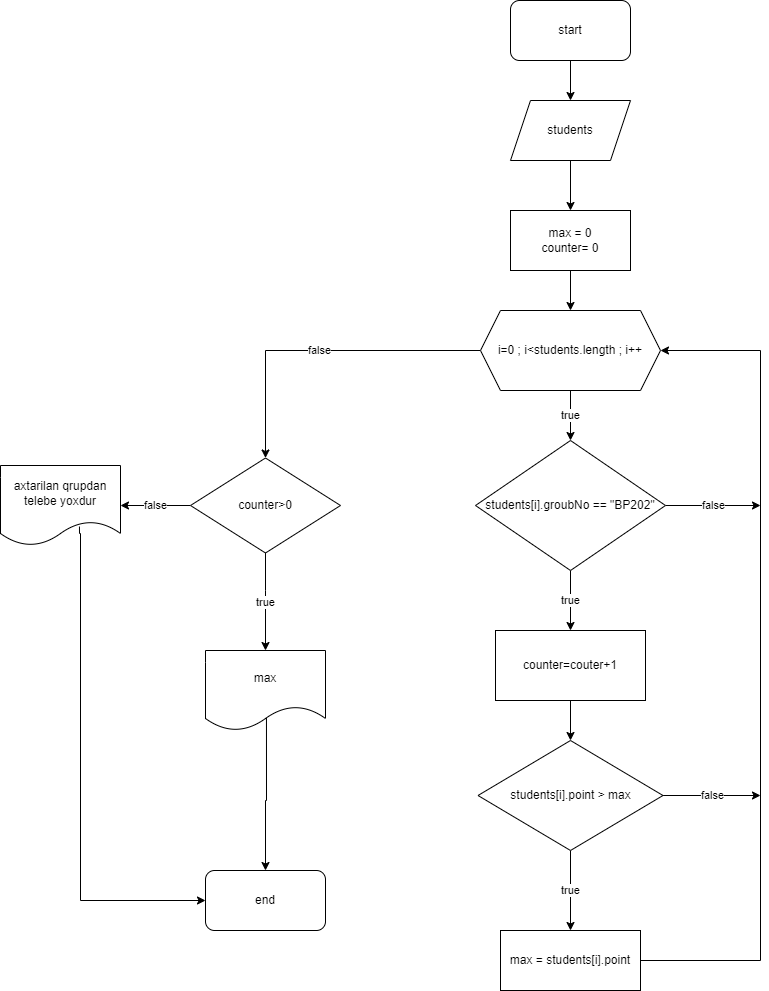 start
students
max = 0
counter= 0
i=0 ; i<students.length ; i++
false
true
axtarilan qrupdan
telebe yoxdur
false
counter>0
students[i].groubNo == "BP202"
false
true
true
counter=couter+1
max
students[i].point > max
false
true
end
max = students[i].point